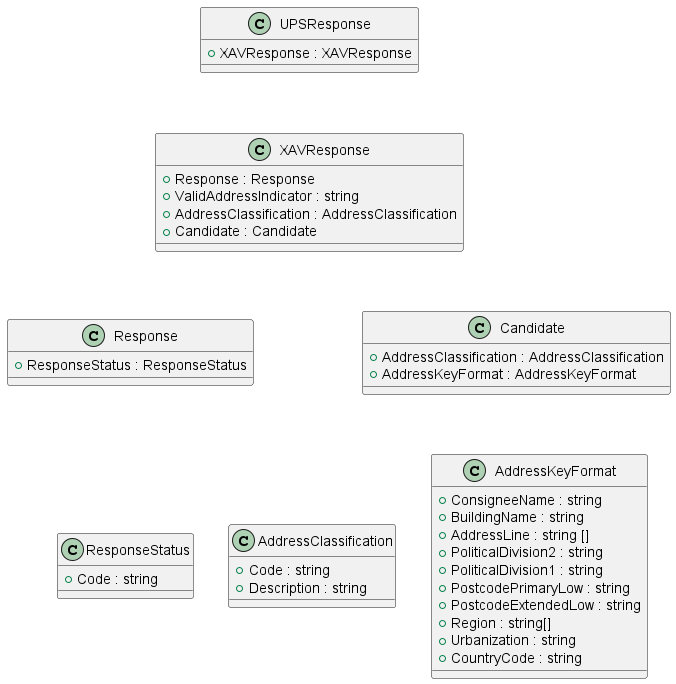 C UPSResponse
XAVResponse : XAVResponse
C XAVResponse
Response : Response
ValidAddressIndicator : string
AddressClassification : AddressClassification
Candidate : Candidate
C Response
ResponseStatus : ResponseStatus
C Candidate
AddressClassification : AddressClassification
AddressKeyFormat : AddressKeyFormat
C ResponseStatus
Code : string
C AddressClassification
Code : string
Description : string
C AddressKeyFormat
ConsigneeName : string
BuildingName : string
AddressLine : string []
PoliticalDivision2 : string
PoliticalDivision1 : string
PostcodePrimaryLow : string
PostcodeExtendedLow : string
Region : string[]
Urbanization : string
CountryCode : string